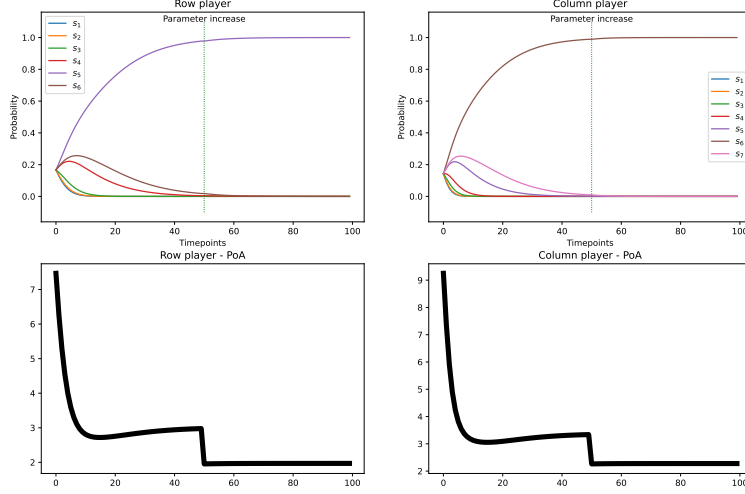 Row player
Parameter increase
s1
s2
s3
s4
s5
s6
Probability
1.0
0.8
0.6
0.4
0.2
0.0
0 20 40 60 80 100
Timepoints
Column player
Parameter increase
s1
s2
s3
s4
s5
s6
s7
Probability
1.0
0.8
0.6
0.4
0.2
0.0
0 20 40 60 80 100
Timepoints
Row player - PoA
7
6
5
4
3
2
0 20 40 60 80 100
Column player - PoA
9
8
7
6
5
4
3
2
0 20 40 60 80 100